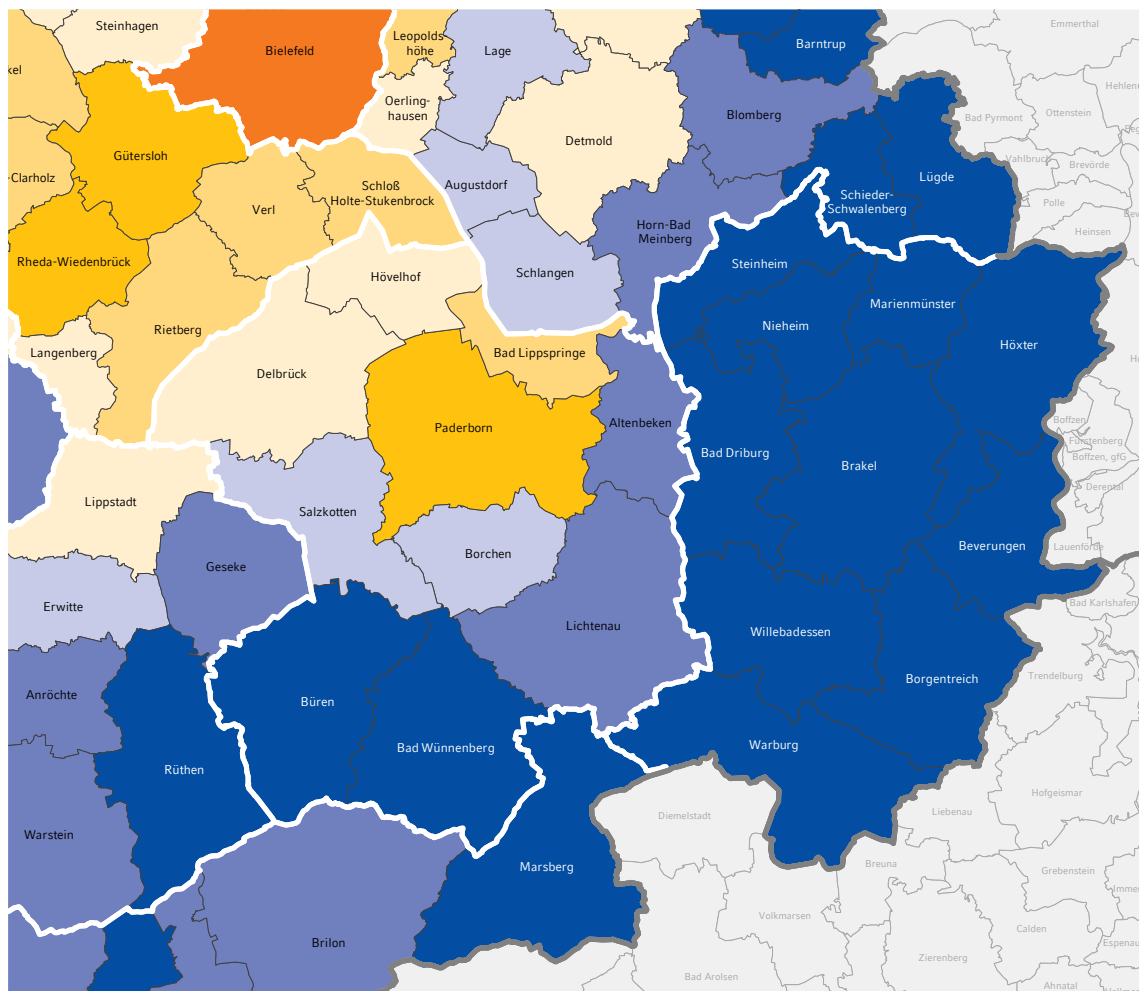 Steinhagen
Emmerthal
Bielefeld
Leopolds
höhe
Lage
Barntrup
kel
Hehlen
Oerling-
hausen
Blomberg
Ottenstein
Bad Pyrmont
Detmold
Gütersloh
Vahlbruch
Brevörde
-Clarholz
Augustdorf
Lügde
Schloß
Holte-Stukenbrock
Verl
Schieder-
Schwalenberg
Polle
Horn-Bad
Meinberg
Heinsen
Rheda-Wiedenbrück
Hövelhof
Schlangen
Steinheim
Marienmünster
Nieheim
Rietberg
Höxter
Langenberg
Bad Lippspringe
Delbrück
Boffzen
Altenbeken
Paderborn
Fürstenberg
Bad Driburg
Boffzen, gfG
Brakel
Derental
Lippstadt
Salzkotten
Beverungen
Lauenförde
Borchen
Geseke
Erwitte
Bad Karlshafen
Lichtenau
Willebadessen
Trendelburg
Borgentreich
Anröchte
Büren
Bad Wünnenberg
Warburg
Rüthen
Hofgeismar
Liebenau
Diemelstadt
Warstein
Marsberg
Breuna
Grebenstein
Imme
Volkmarsen
Calden
Brilon
Espenau
Zierenberg
Bad Arolsen
Ahnatal